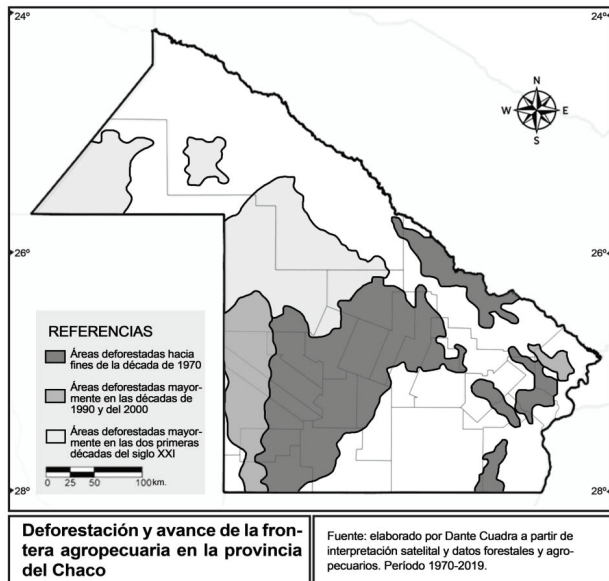 24º
24º
N
W
E
S
26º
26º
REFERENCIAS
Áreas deforestadas hacia
fines de la década de 1970
Áreas deforestadas mayor-
mente en las décadas de
1990 y del 2000
Áreas deforestadas mayor-
mente en las dos primeras
décadas del siglo XXI
0 25 50 100km.
28º
28º
Deforestación y avance de la fron-
tera agropecuaria en la provincia
del Chaco
Fuente: elaborado por Dante Cuadra a partir de
interpretación satelital y datos forestales y agro-
pecuarios. Período 1970-2019.